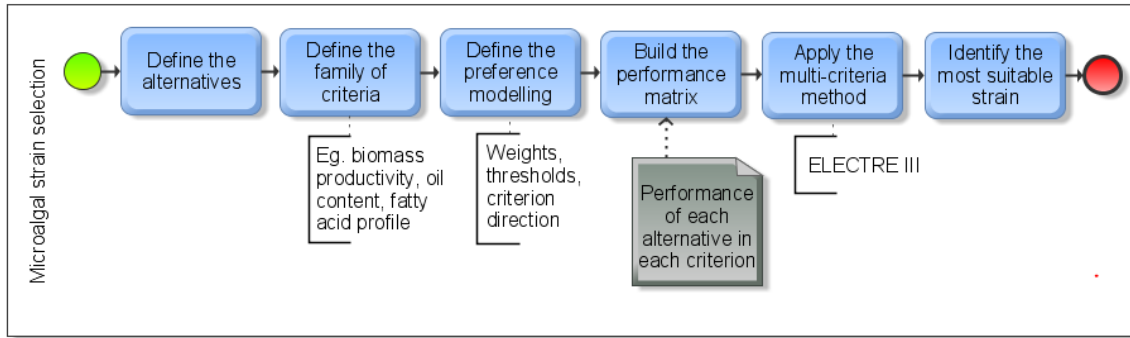 Microalgal strain selection
Define the
alternatives
Define the
family of
criteria
Define the
preference
modelling
Build the
performance
matrix
Apply the
multi-criteria
method
Identify the
most suitable
strain
Eg. biomass
productivity, oil
content, fatty
acid profile
Weights,
thresholds,
criterion
direction
Performance
of each
alternative in
each criterion
ELECTRE III